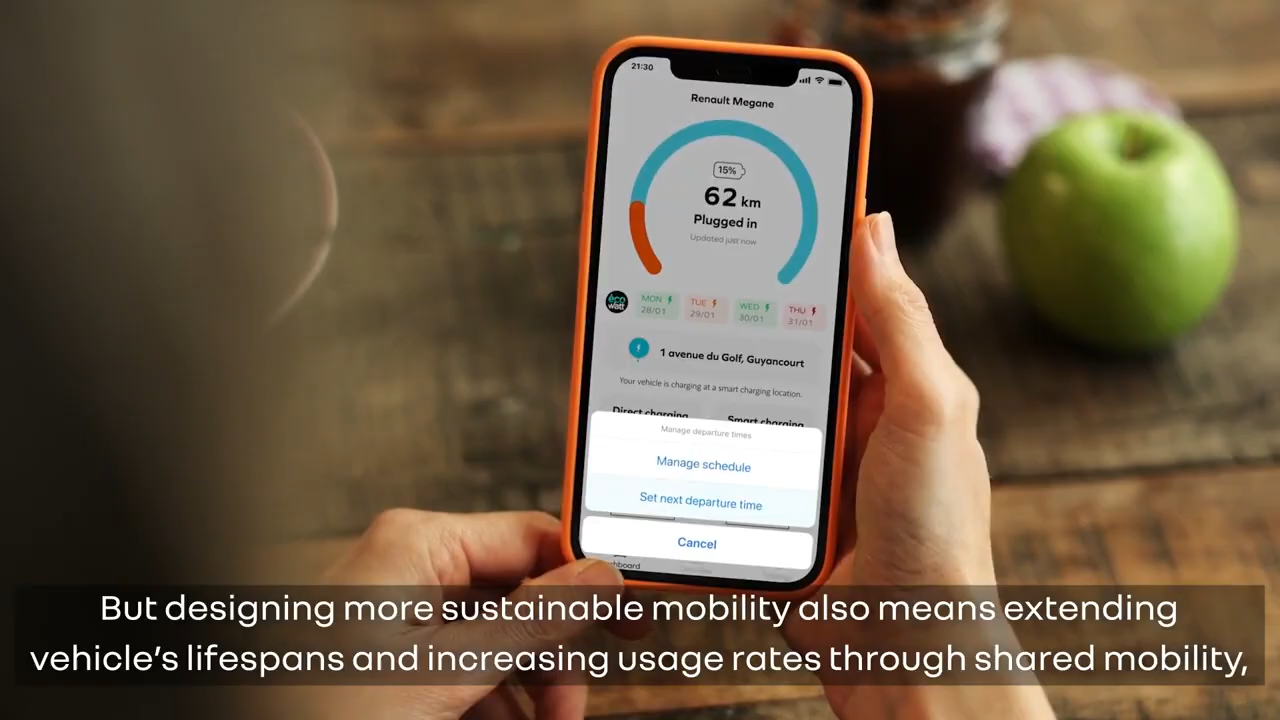 21:30
Renault Megane
15%
62 km
Plugged in
Updated just now
éco
watt
MON TUE WED THU
28/01 29/01 30/01 31/01
1 avenue du Golf, Guyancourt
Your vehicle is charging at a smart charging location.
Direct charging Smart charging
Manage departure times
Manage schedule
Set next departure time
Cancel
But designing more sustainable mobility also means extending
vehicle's lifespans and increasing usage rates through shared mobility,